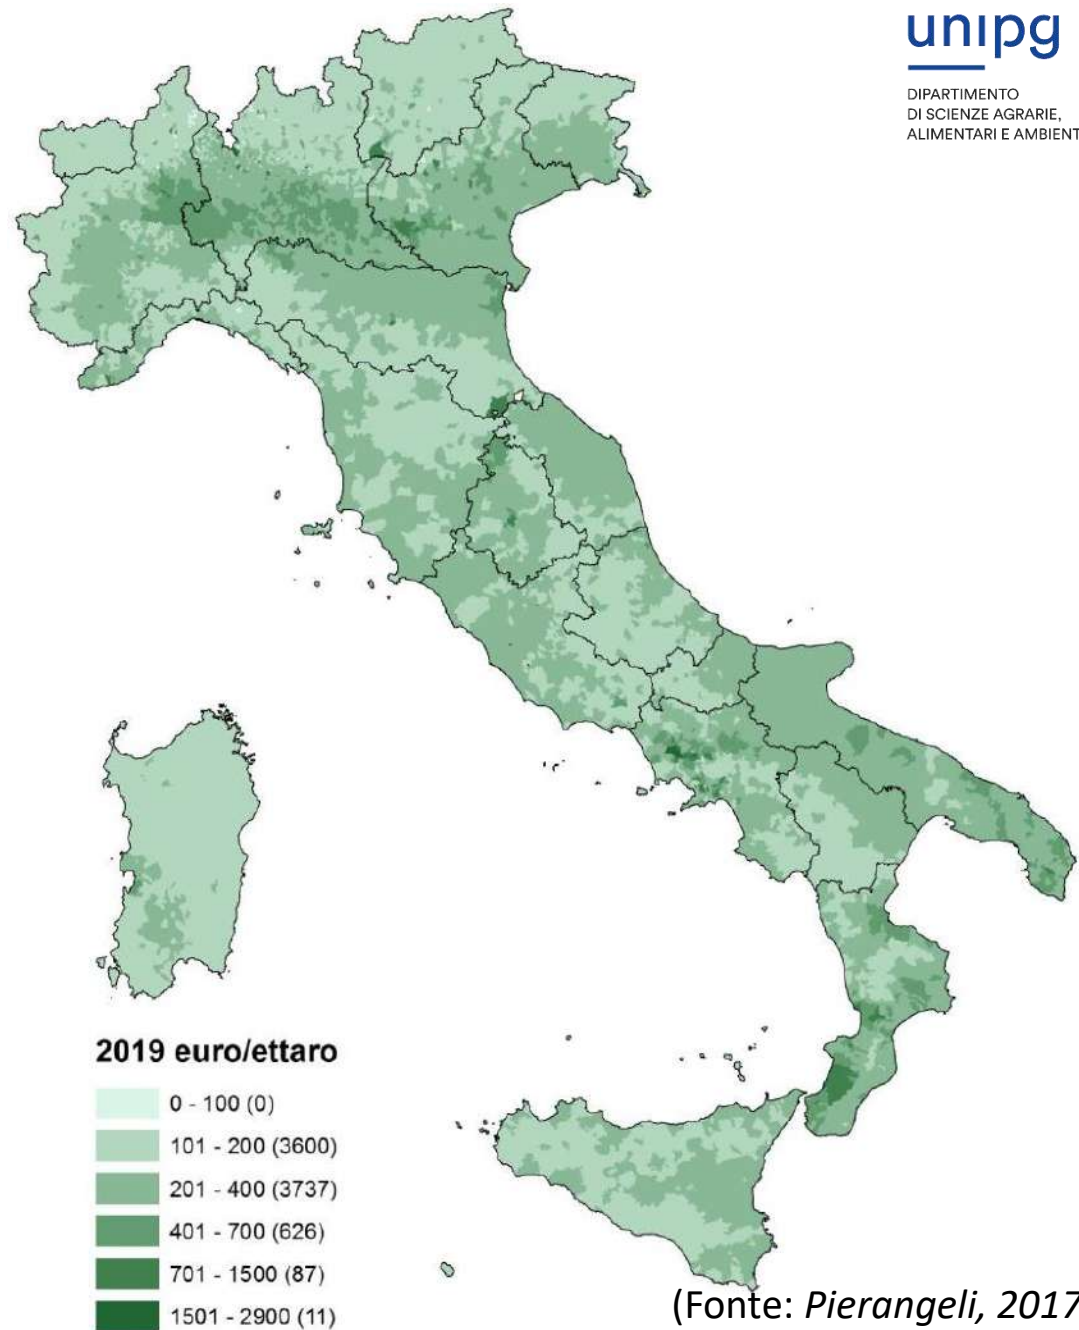 unipg
DIPARTIMENTO
DI SCIENZE AGRARIE,
ALIMENTARI E AMBIENT
2019 euro/ettaro
0 - 100 (0)
101 - 200 (3600)
201 - 400 (3737)
401 - 700 (626)
701 - 1500 (87)
1501 - 2900 (11)
(Fonte: Pierangeli, 2017